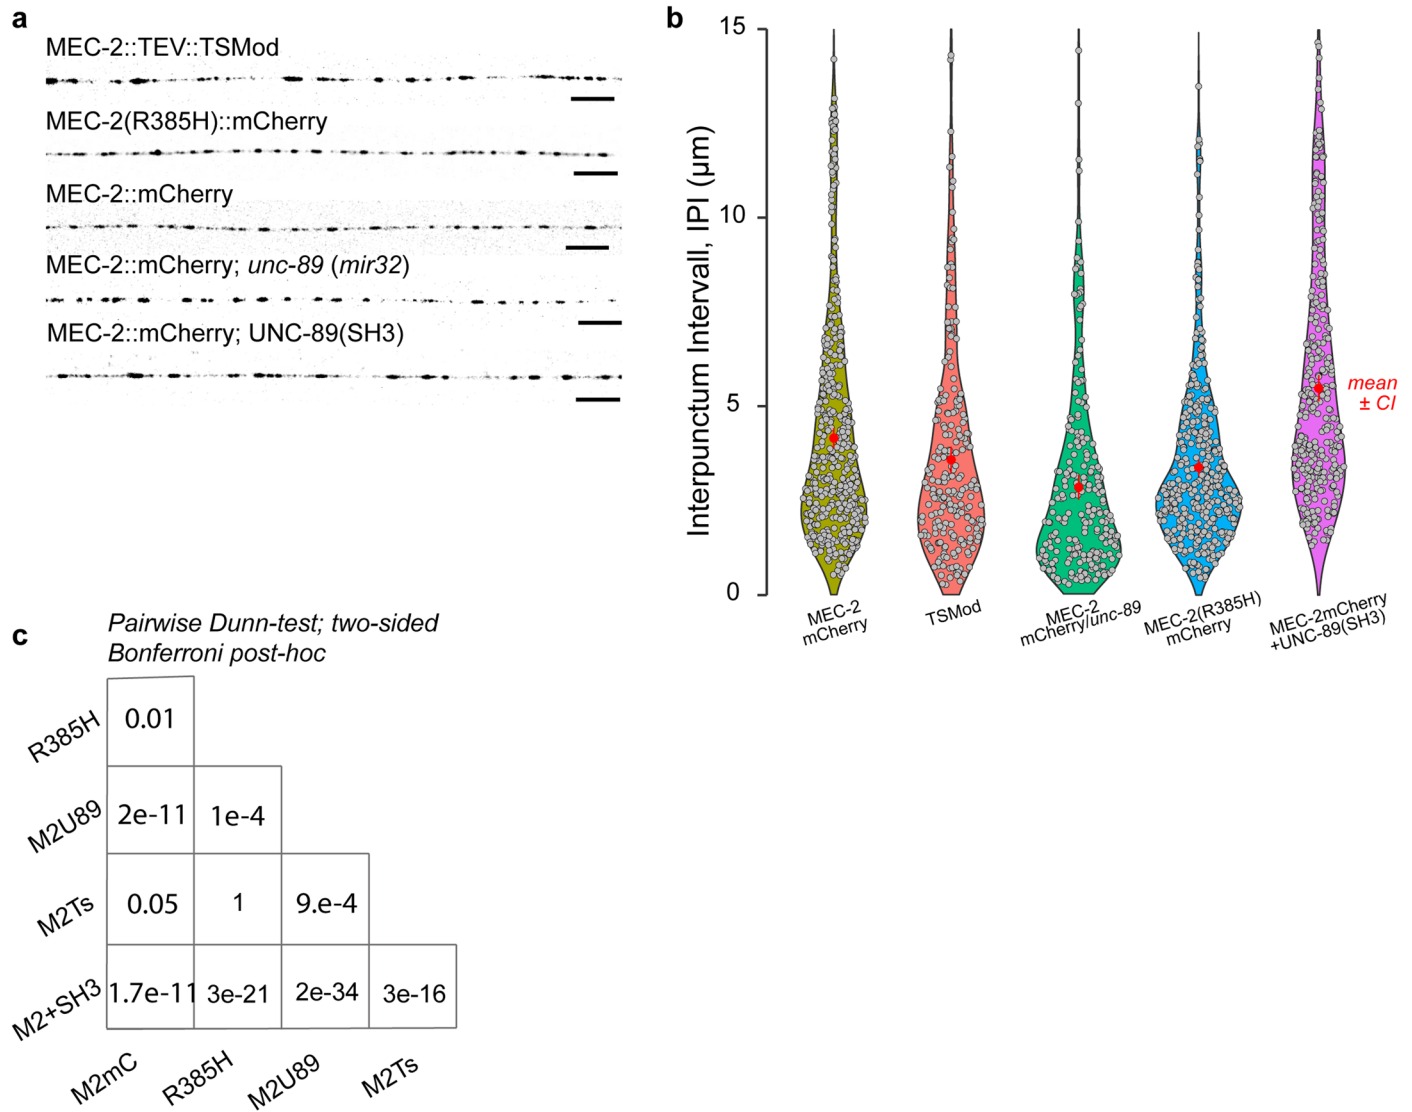 a
MEC-2::TEV::TSMod
MEC-2(R385H)::mCherry
MEC-2::mCherry
MEC-2::mCherry; unc-89 (mir32)
MEC-2::mCherry; UNC-89(SH3)
b
Interpunctum Intervall, IPI (µm)
15
10
5
0
mean
± CI
MEC-2
mCherry
TSMod
MEC-2
mCherry/unc-89
MEC-2(R385H)
mCherry
MEC-2mCherry
+UNC-89(SH3)
c
Pairwise Dunn-test; two-sided
Bonferroni post-hoc
R385H 0.01
M2U89 2e-11 1e-4
M2Ts 0.05 1 9.e-4
M2+SH3 1.7e-11 3e-21 2e-34 3e-16
M2mC R385H M2U89 M2Ts